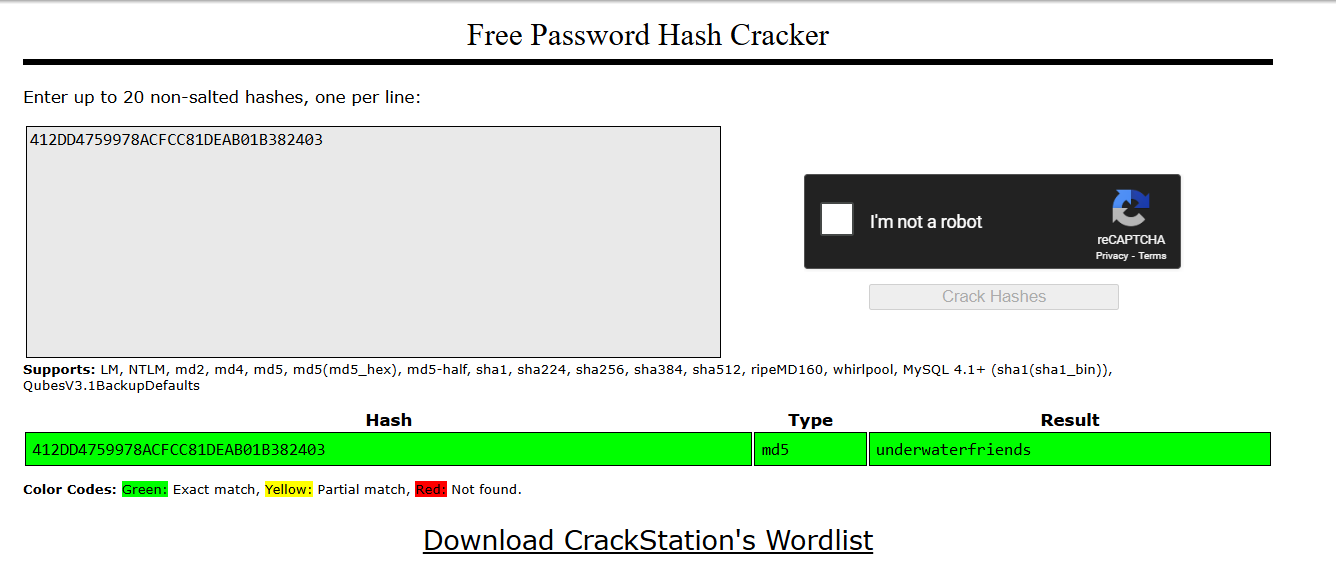 Free Password Hash Cracker
Enter up to 20 non-salted hashes, one per line:
412DD4759978ACFCC81DEAB01B382403
I'm not a robot
reCAPTCHA
Privacy - Terms
Crack Hashes
Supports: LM, NTLM, md2, md4, md5, md5(md5_hex), md5-half, sha1, sha224, sha256, sha384, sha512, ripeMD160, whirlpool, MySQL 4.1+ (sha1(sha1_bin)),
QubesV3.1BackupDefaults
Hash Type Result
412DD4759978ACFCC81DEAB01B382403 md5 underwaterfriends
Color Codes: Green: Exact match, Yellow: Partial match, Red: Not found.
Download CrackStation's Wordlist